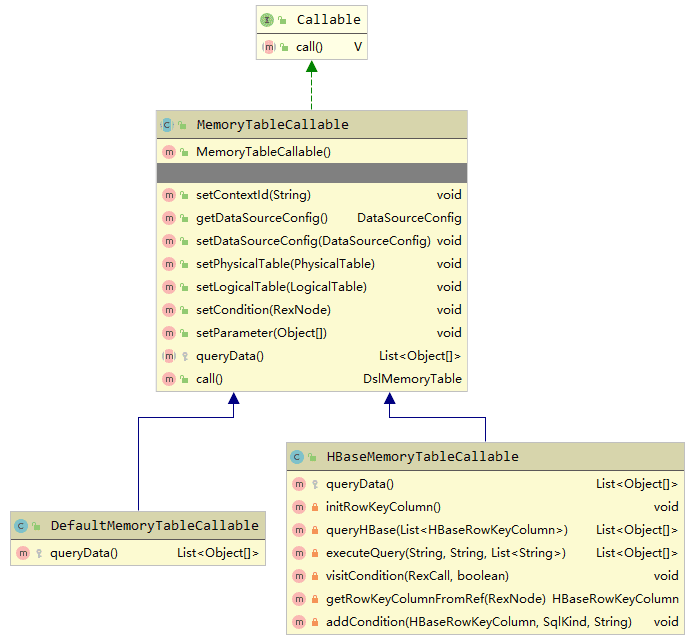 Callable
call() V
MemoryTableCallable
MemoryTableCallable()
setContextId(String) void
getDataSourceConfig() DataSourceConfig
setDataSourceConfig(DataSourceConfig) void
setPhysicalTable(PhysicalTable) void
setLogicalTable(LogicalTable) void
setCondition(RexNode) void
setParameter(Object[]) void
queryData() List<Object[]>
call() DslMemoryTable
HBaseMemoryTableCallable
queryData() List<Object[]>
initRowKeyColumn() void
queryHBase(List<HBaseRowKeyColumn>) List<Object[]>
executeQuery(String, String, List<String>) List<Object[]>
visitCondition(RexCall, boolean) void
getRowKeyColumnFromRef(RexNode) HBaseRowKeyColumn
addCondition(HBaseRowKeyColumn, SqlKind, String) void
DefaultMemoryTableCallable
queryData() List<Object[]>